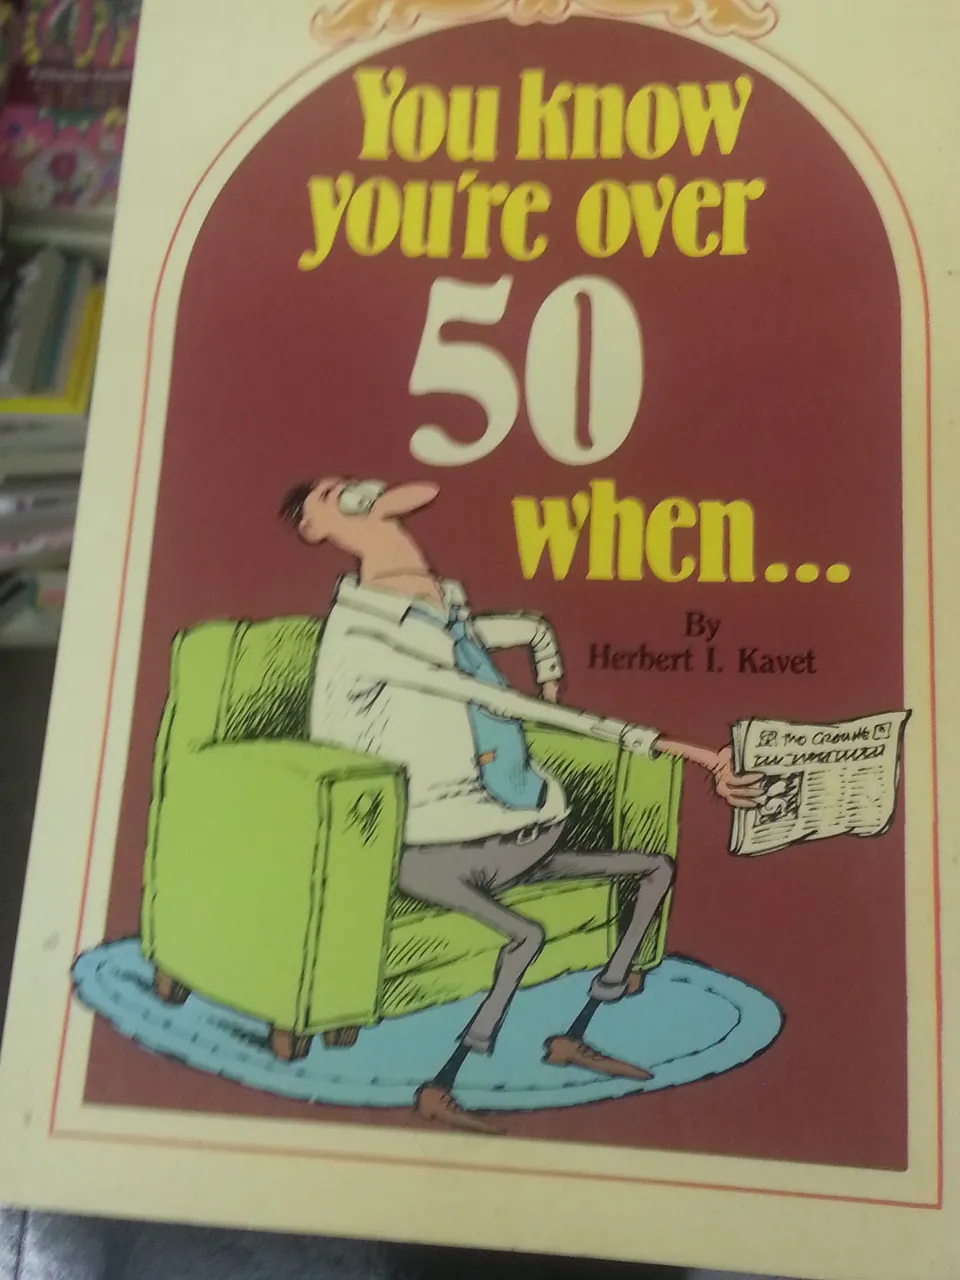 You know
you're over
50
when...
By
Herbert I. Kavet